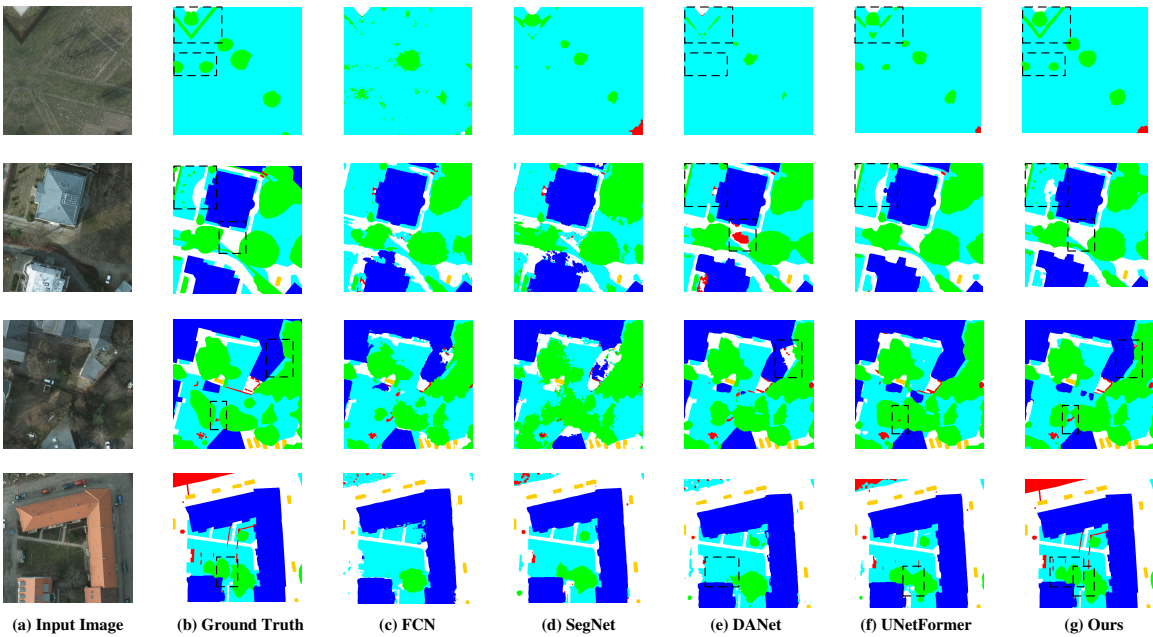 (a) Input Image
(b) Ground Truth
(c) FCN
(d) SegNet
(e) DANet
(f) UNetFormer
(g) Ours